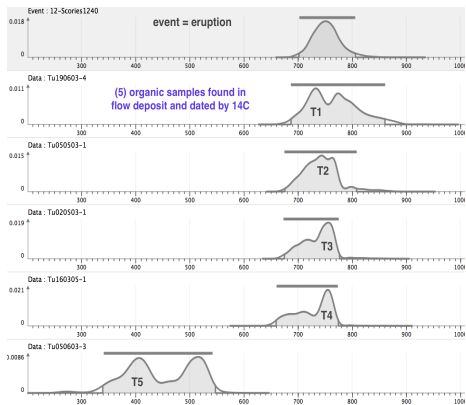 Event : 12-Scories1240
event = eruption
0.018
0
300 400 500 600 700 800 900 1000
Data : Tu190603-4
(5) organic samples found in
flow deposit and dated by 14C
0.011
T1
0
300 400 500 600 700 800 900 1000
Data : Tu050503-1
0.015
T2
0
300 400 500 600 700 800 900 1000
Data : Tu020503-1
0.019
T3
0
300 400 500 600 700 800 900 1000
Data : Tu160305-1
0.021
T4
0
300 400 500 600 700 800 900 1000
Data : Tu050603-3
0.0086
T5
0
300 400 500 600 700 800 900 1000